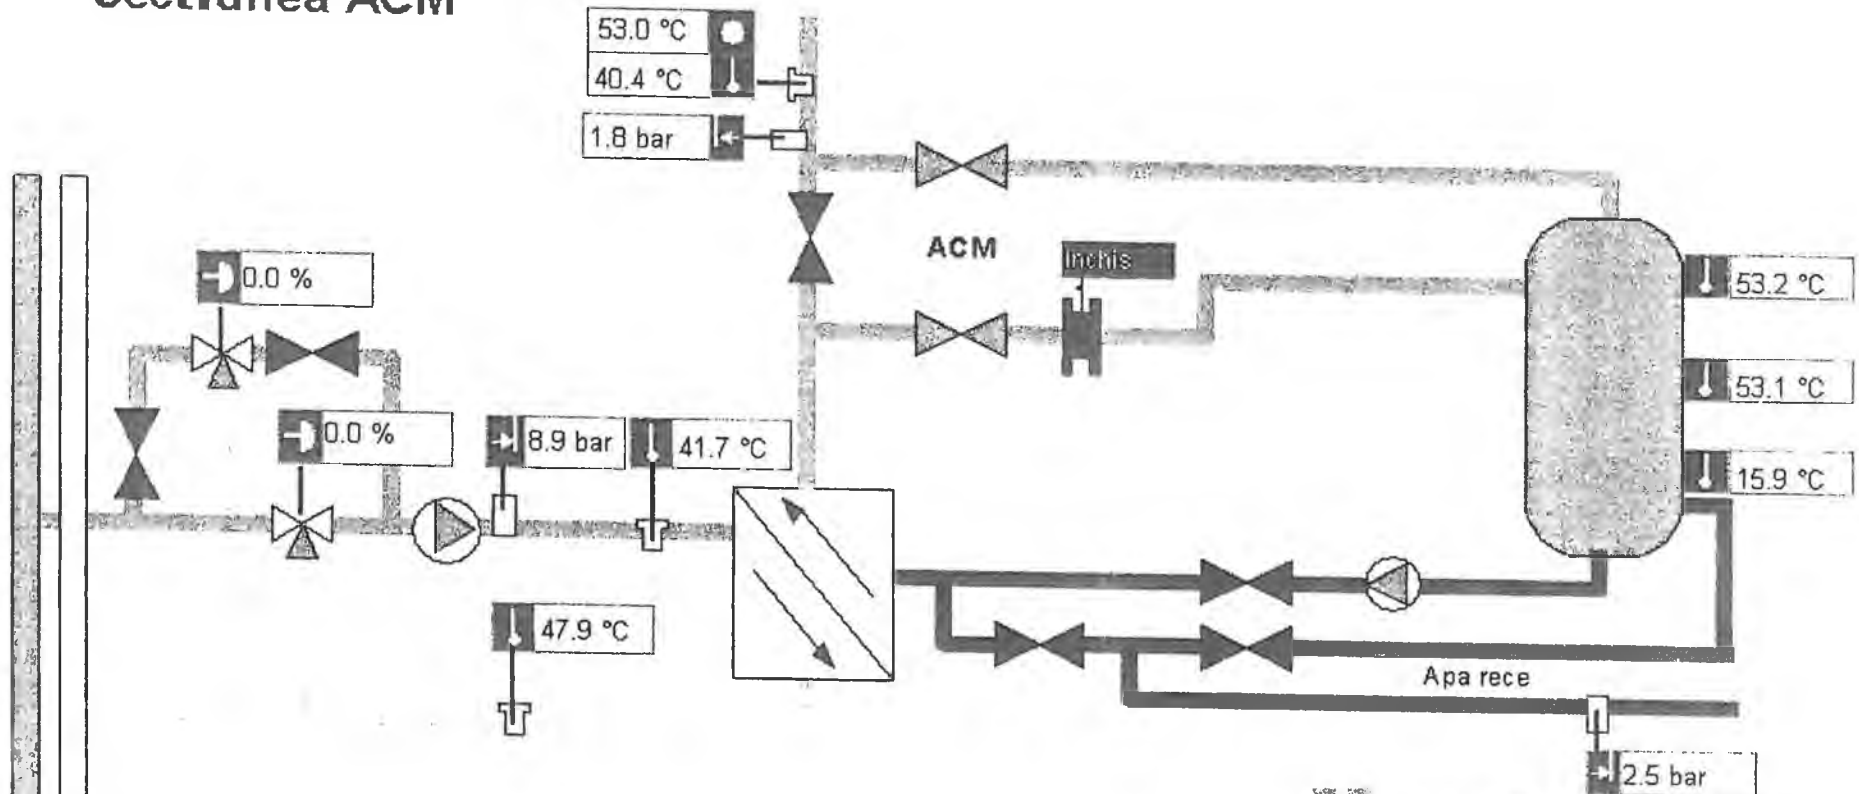 ACM
53.0 °C
40.4 °C
1.8 bar
ACM
Inchis
0.0 %
53.2 °C
53.1 °C
0.0 %
8.9 bar
41.7 °C
15.9 °C
47.9 °C
Apa rece
2.5 bar